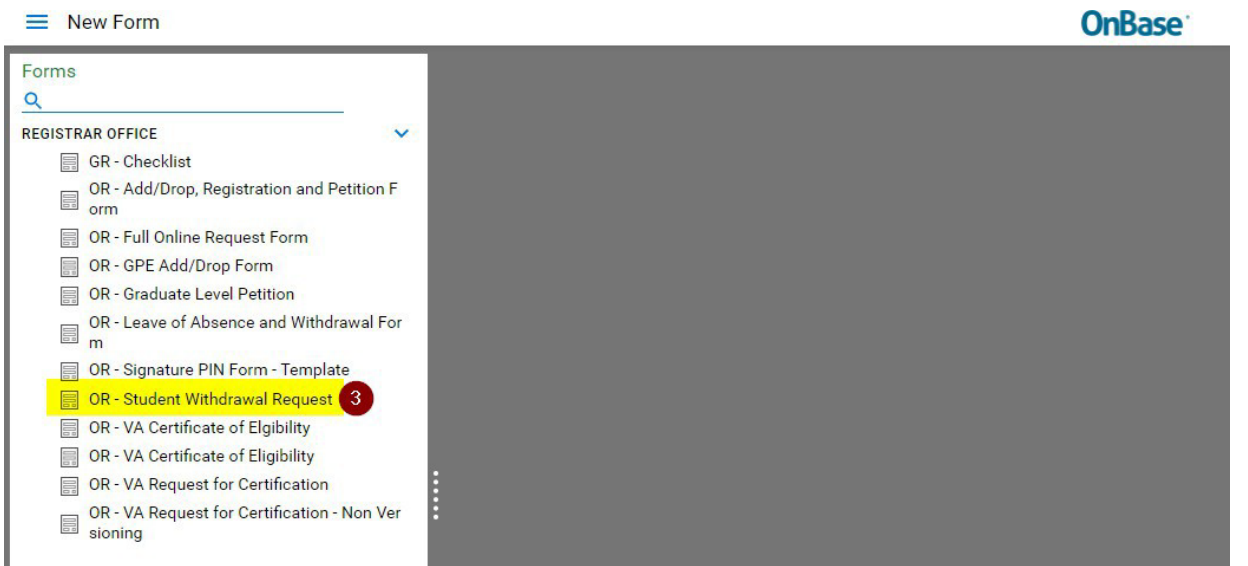 New Form
OnBase
Forms
REGISTRAR OFFICE
GR - Checklist
OR - Add/Drop, Registration and Petition F
orm
OR - Full Online Request Form
OR - GPE Add/Drop Form
OR - Graduate Level Petition
OR - Leave of Absence and Withdrawal For
m
OR - Signature PIN Form - Template
OR - Student Withdrawal Request 3
OR - VA Certificate of Elgibility
OR - VA Certificate of Eligibility
OR - VA Request for Certification
OR - VA Request for Certification - Non Ver
sioning